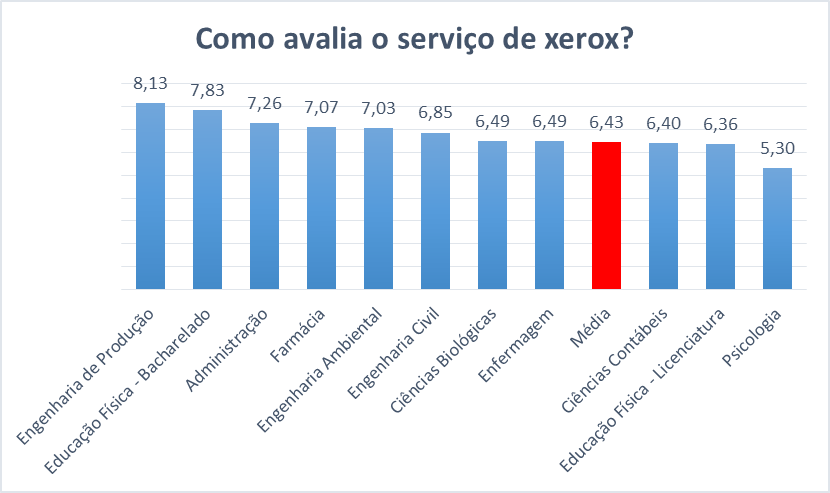 Como avalia o serviço de xerox?
8,13
7,83
7,26
7,07
7,03
6,85
6,49
6,49
6,43
6,40
6,36
5,30
Engenharia de Produção
Educação Física - Bacharelado
Administração
Farmácia
Engenharia Ambiental
Engenharia Civil
Ciências Biológicas
Enfermagem
Média
Ciências Contábeis
Educação Física - Licenciatura
Psicologia